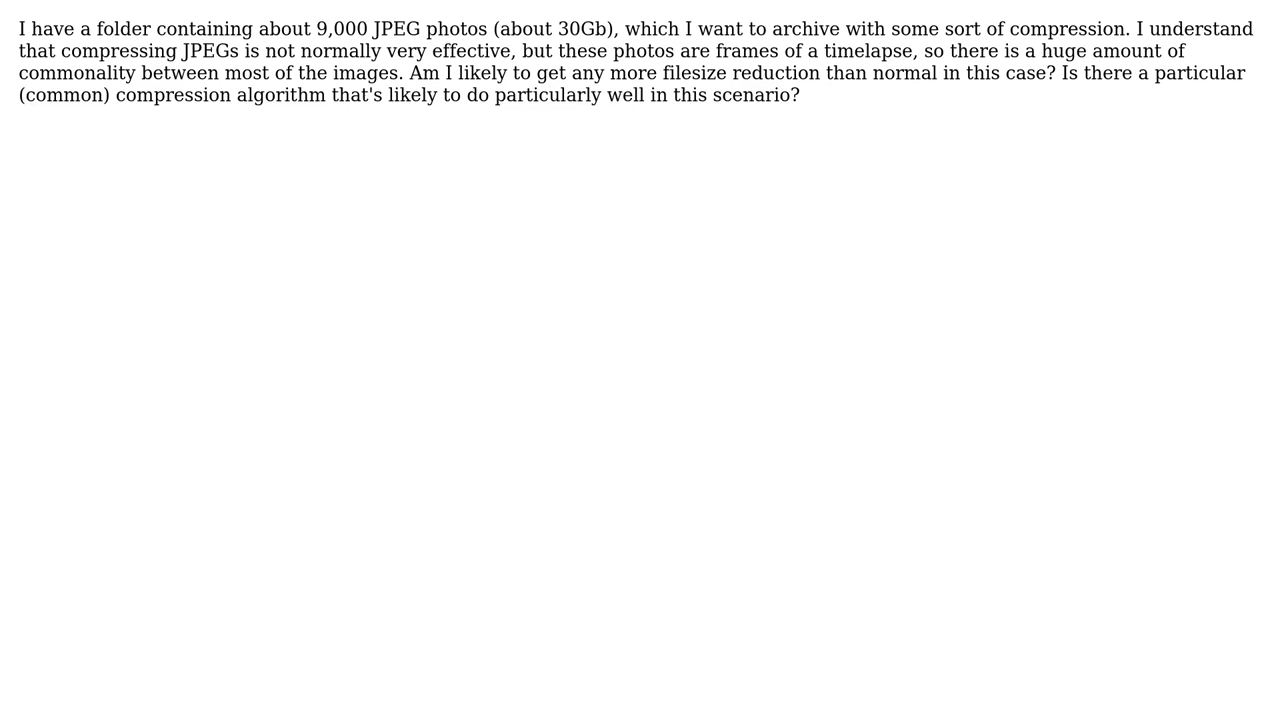 I have a folder containing about 9,000 JPEG photos (about 30Gb), which I want to archive with some sort of compression. I understand
that compressing JPEGs is not normally very effective, but these photos are frames of a timelapse, so there is a huge amount of
commonality between most of the images. Am I likely to get any more filesize reduction than normal in this case? Is there a particular
(common) compression algorithm that's likely to do particularly well in this scenario?